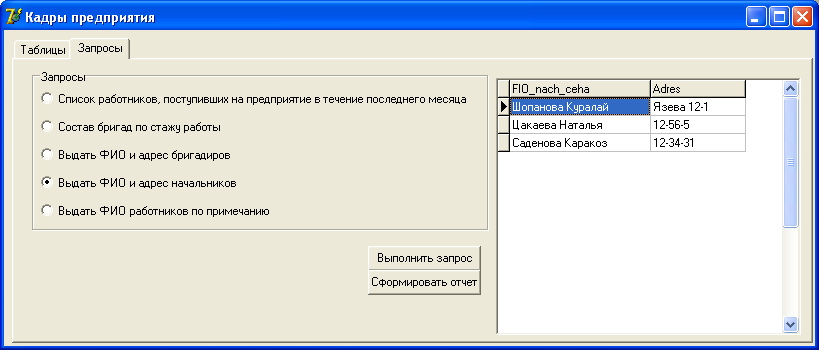 Кадры предприятия
Таблицы Запросы
Запросы
Список работников, поступивших на предприятие в течение последнего месяца
Состав бригад по стажу работы
Выдать ФИО и адрес бригадиров
Выдать ФИО и адрес начальников
Выдать ФИО работников по примечанию
Выполнить запрос
Сформировать отчет
FIO_nach_ceha Adres
Шопанова Куралай Язева 12-1
Цакаева Наталья 12-56-5
Саденова Каракоз 12-34-31